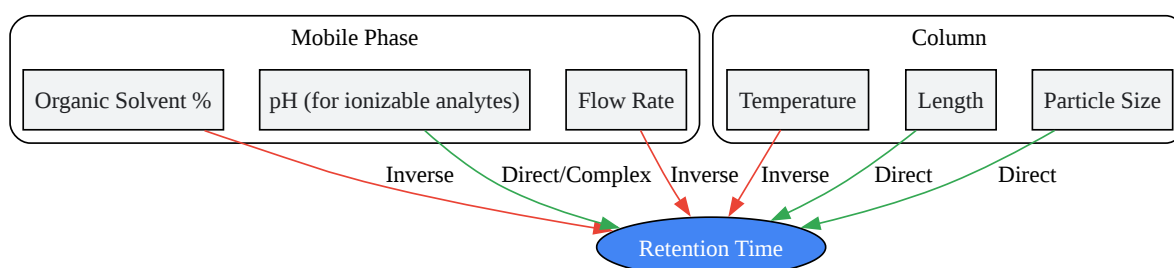 Mobile Phase
Column
Organic Solvent %
pH (for ionizable analytes)
Flow Rate
Temperature
Length
Particle Size
Inverse
Direct/Complex
Inverse
Inverse
Direct
Direct
Retention Time